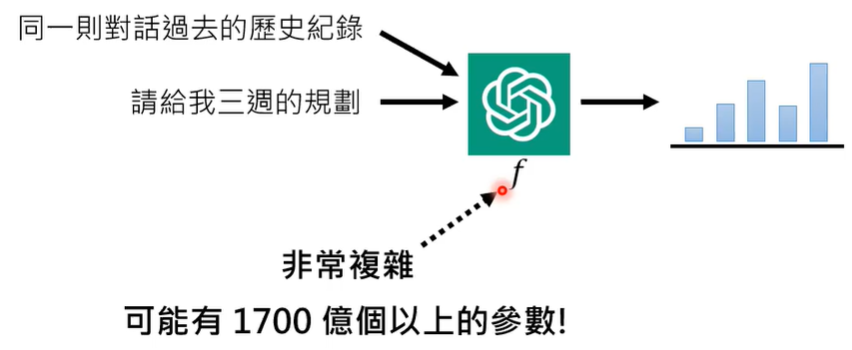 同一則對話過去的歷史紀錄
請給我三週的規劃
f
非常複雜
可能有 1700 億個以上的參數!